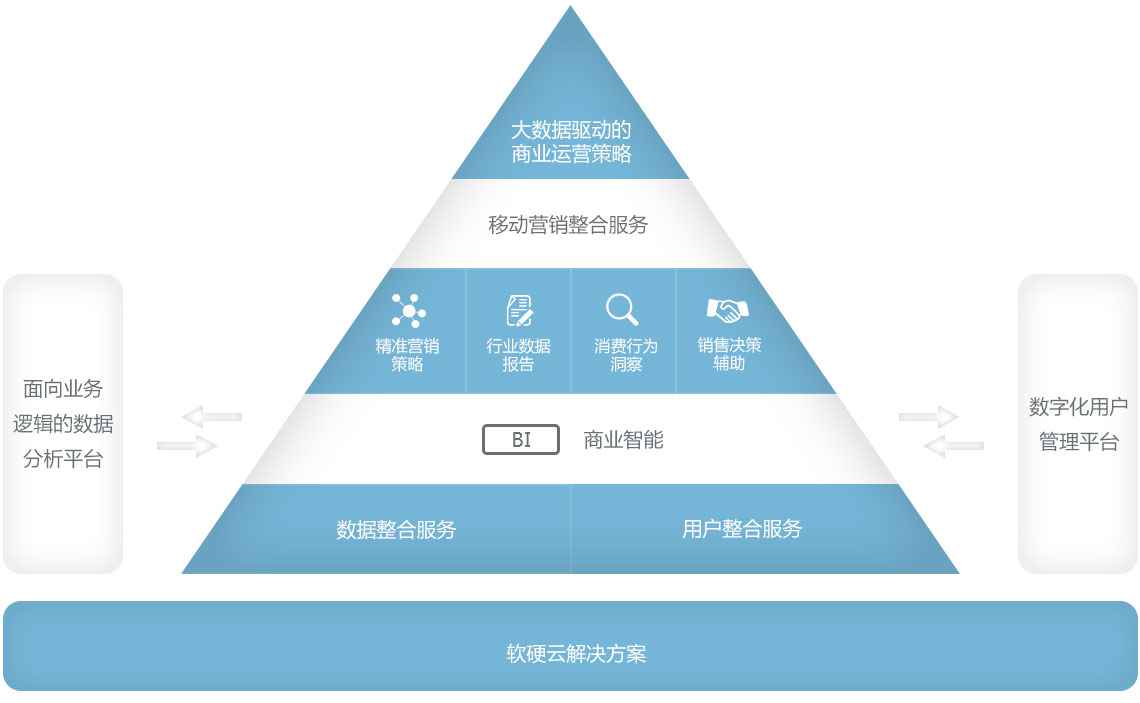 大数据驱动的
商业运营策略
移动营销整合服务
精准营销
策略
行业数据
报告
消费行为
洞察
销售决策
辅助
面向业务
逻辑的数据
分析平台
BI 商业智能
数字化用户
管理平台
数据整合服务
用户整合服务
软硬云解决方案